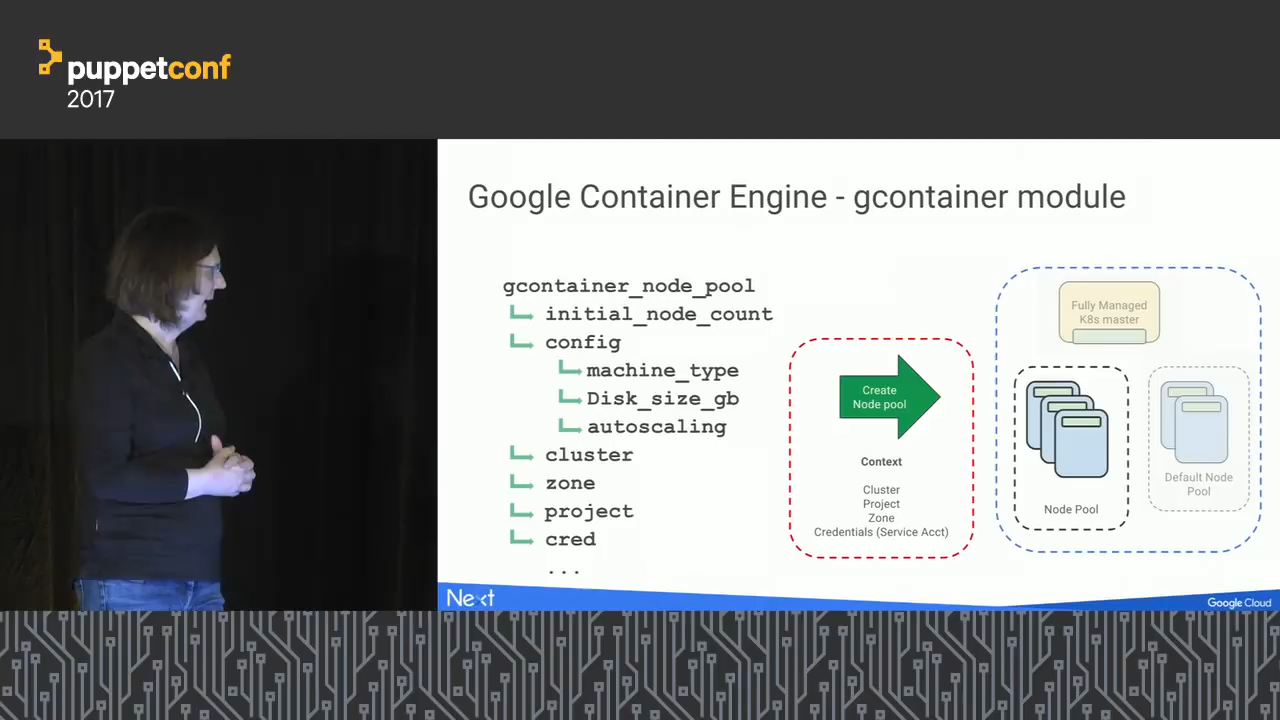 puppetconf
2017
Google Container Engine - gcontainer module
gcontainer_node_pool
initial_node_count
config
machine_type
Disk_size_gb
autoscaling
cluster
zone
project
cred
...
Create
Node pool
Context
Cluster
Project
Zone
Credentials (Service Acct)
Fully Managed
K8s master
Node Pool
Default Node
Pool
Next
Google Cloud